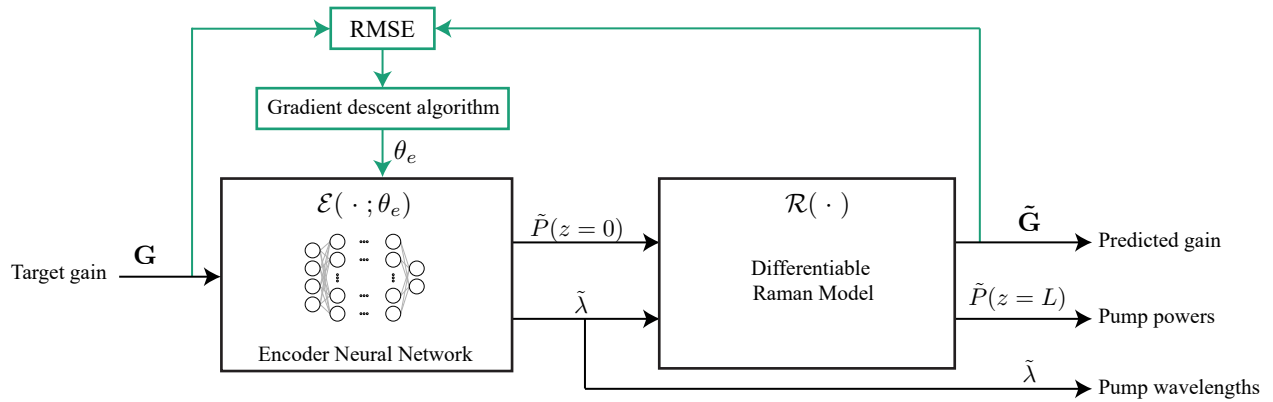 RMSE
Gradient descent algorithm
θ_e
ℰ( · ; θ_e)
ℛ( · )
P̃(z = 0)
G
G̃
Target gain
Predicted gain
Differentiable
Raman Model
P̃(z = L)
λ̃
Pump powers
Encoder Neural Network
λ̃
Pump wavelengths